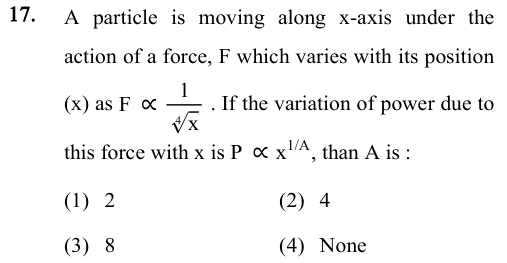 17. A particle is moving along x-axis under the
action of a force, F which varies with its position
(x) as F ∝ 1/∜x . If the variation of power due to
this force with x is P ∝ x^{1/A}, than A is :
(1) 2 (2) 4
(3) 8 (4) None